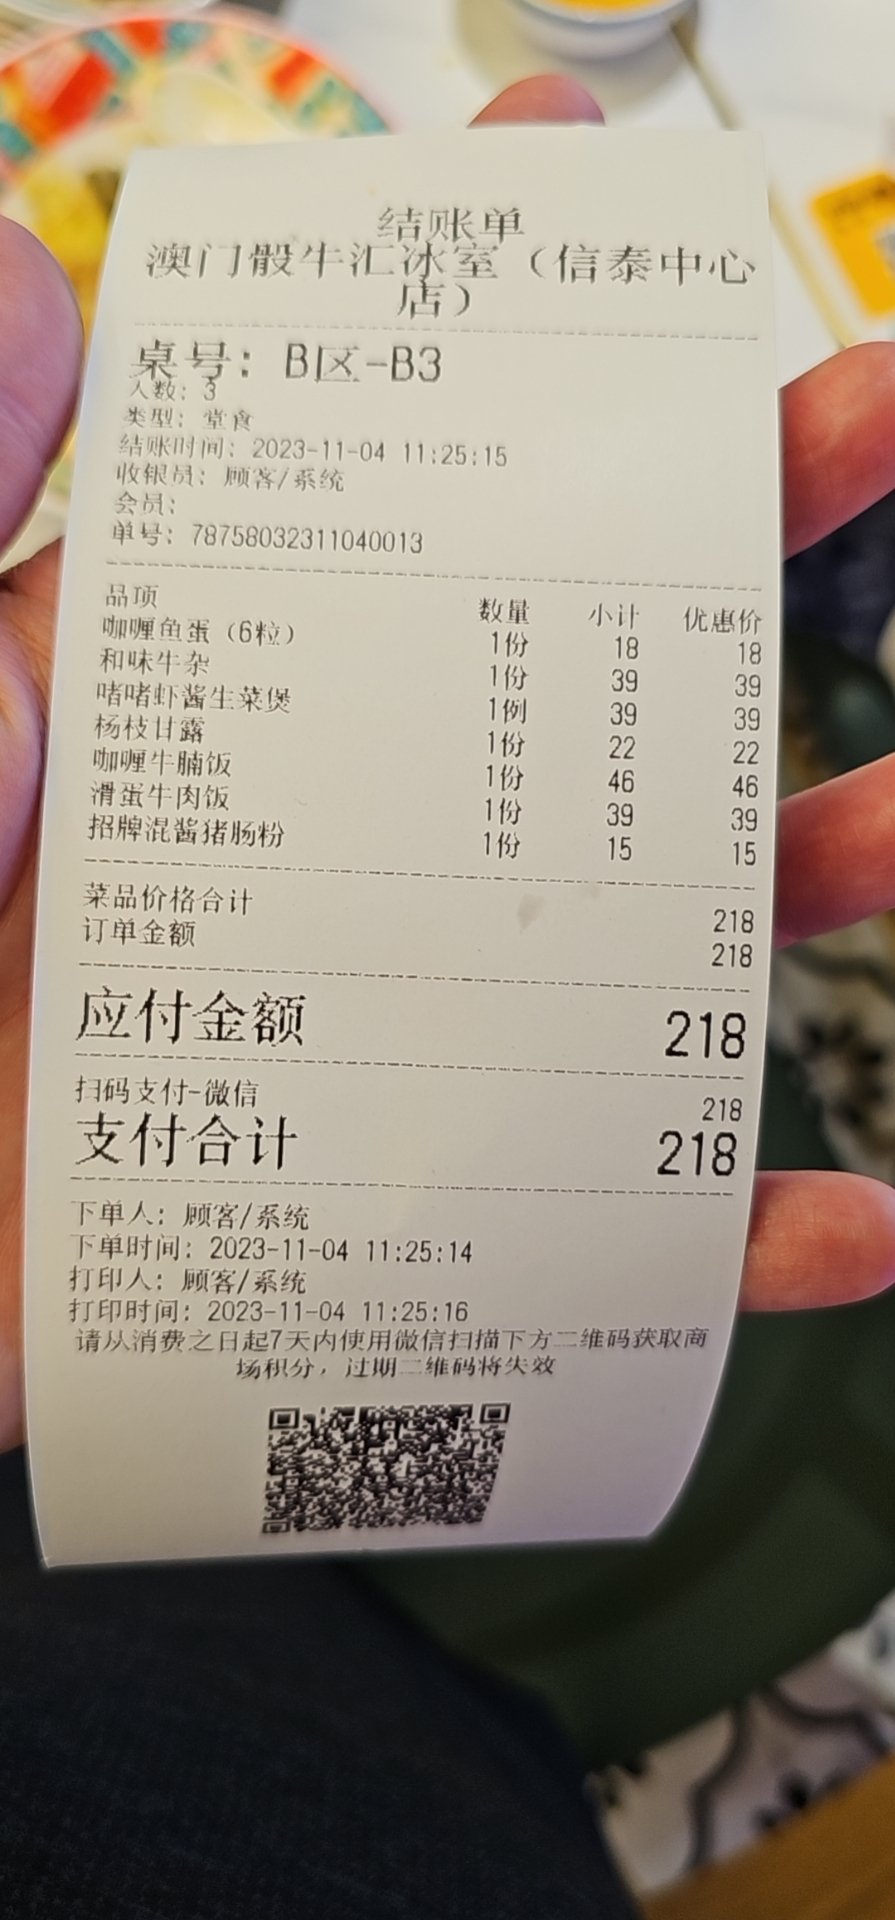 结账单
澳门骰牛汇冰室（信泰中心
店）
桌号: B区-B3
人数: 3
类型: 堂食
结账时间: 2023-11-04 11:25:15
收银员: 顾客/系统
会员:
单号: 78758032311040013
品项 数量 小计 优惠价
咖喱鱼蛋（6粒） 1份 18 18
和味牛杂 1份 39 39
啫啫虾酱生菜煲 1例 39 39
杨枝甘露 1份 22 22
咖喱牛腩饭 1份 46 46
滑蛋牛肉饭 1份 39 39
招牌混酱猪肠粉 1份 15 15
菜品价格合计 218
订单金额 218
应付金额 218
扫码支付-微信 218
支付合计 218
下单人: 顾客/系统
下单时间: 2023-11-04 11:25:14
打印人: 顾客/系统
打印时间: 2023-11-04 11:25:16
请从消费之日起7天内使用微信扫描下方二维码获取商
场积分，过期二维码将失效